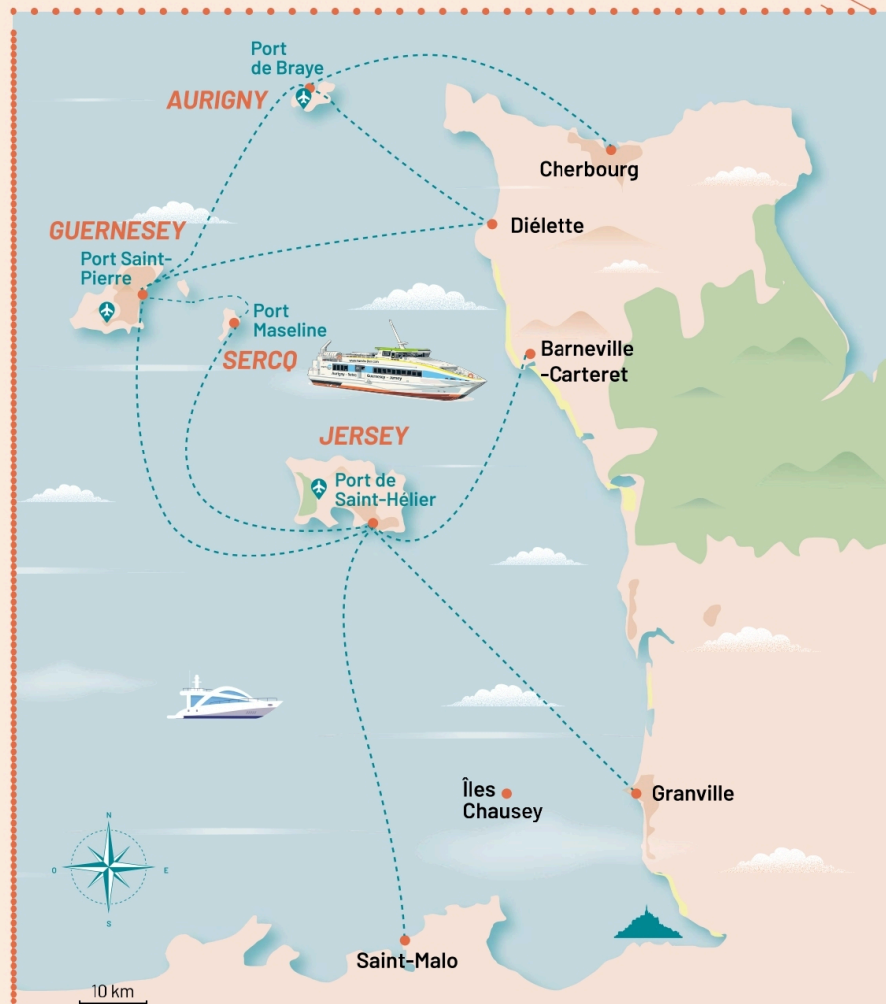 Port
de Braye
AURIGNY
Cherbourg
GUERNESEY
Diélette
Port Saint-
Pierre
Port
Maseline
SERCQ
Barneville
-Carteret
JERSEY
Port de
Saint-Hélier
Îles
Chausey
Granville
N
O
E
S
Saint-Malo
10 km